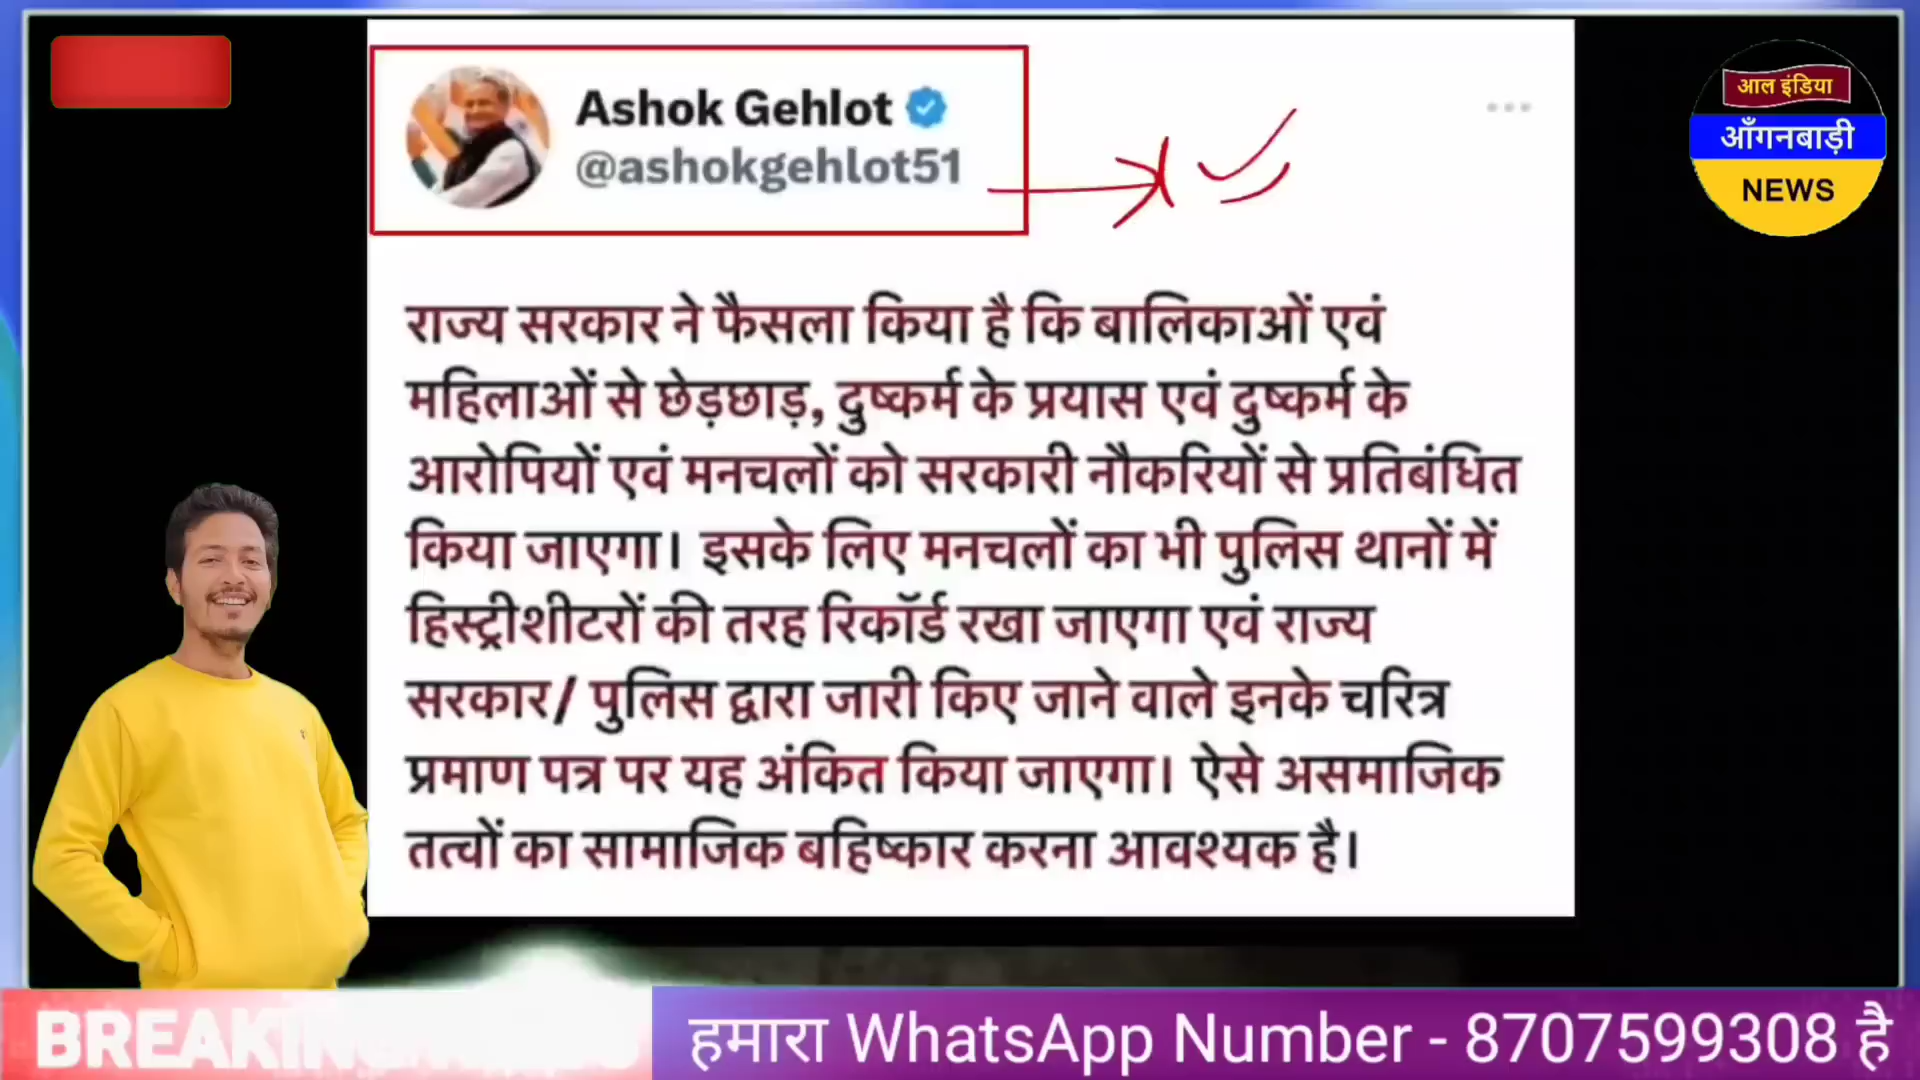 Ashok Gehlot
@ashokgehlot51
आल इंडिया
आँगनबाड़ी
NEWS
राज्य सरकार ने फैसला किया है कि बालिकाओं एवं
महिलाओं से छेड़छाड़, दुष्कर्म के प्रयास एवं दुष्कर्म के
आरोपियों एवं मनचलों को सरकारी नौकरियों से प्रतिबंधित
किया जाएगा। इसके लिए मनचलों का भी पुलिस थानों में
हिस्ट्रीशीटरों की तरह रिकॉर्ड रखा जाएगा एवं राज्य
सरकार/ पुलिस द्वारा जारी किए जाने वाले इनके चरित्र
प्रमाण पत्र पर यह अंकित किया जाएगा। ऐसे असमाजिक
तत्वों का सामाजिक बहिष्कार करना आवश्यक है।
हमारा WhatsApp Number - 8707599308 है